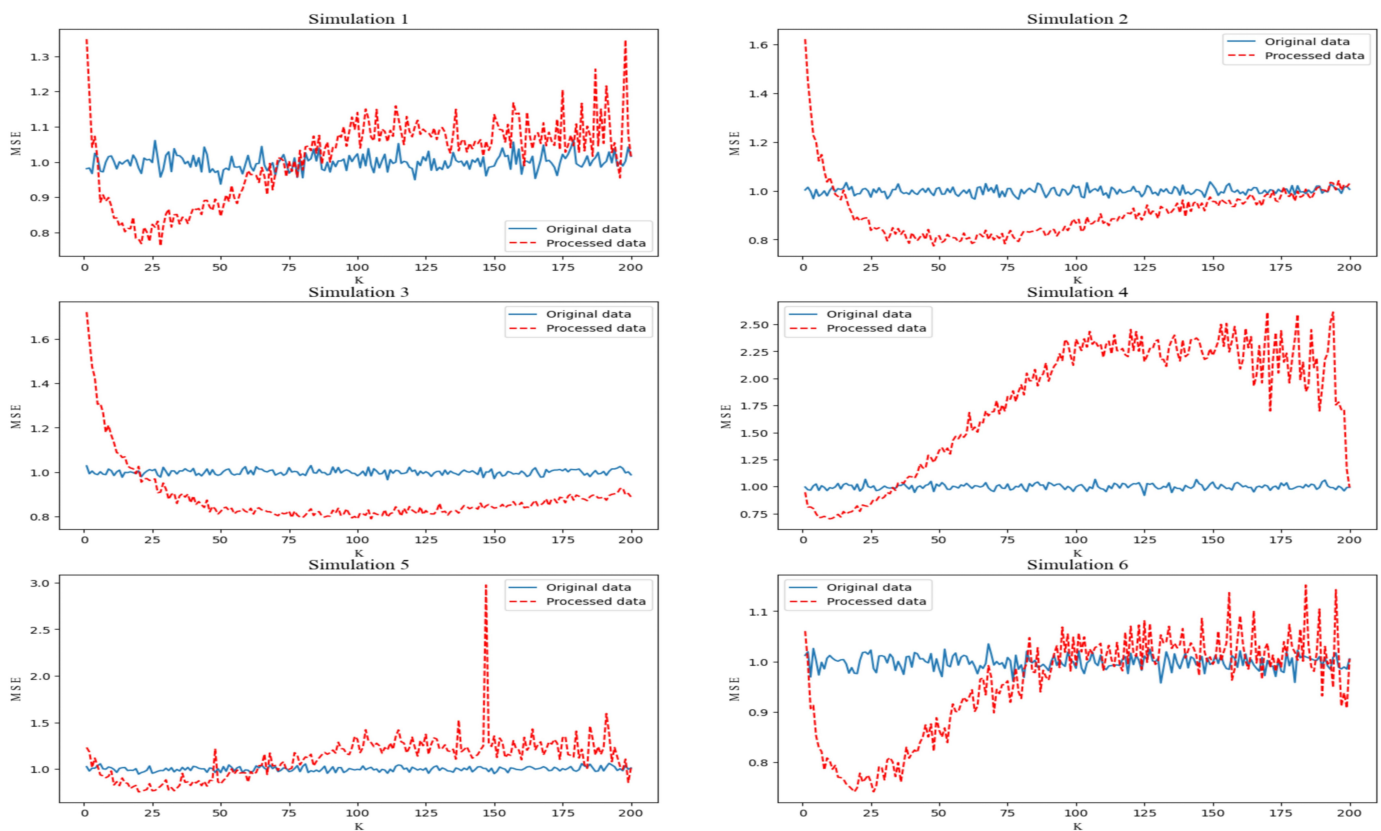 Simulation 1
1.3
1.2
1.1
1.0
0.9
0.8
MSE
Original data
Processed data
0 25 50 75 100 125 150 175 200
K
Simulation 2
1.6
1.4
1.2
1.0
0.8
MSE
Original data
Processed data
0 25 50 75 100 125 150 175 200
K
Simulation 3
1.6
1.4
1.2
1.0
0.8
MSE
Original data
Processed data
0 25 50 75 100 125 150 175 200
K
Simulation 4
2.50
2.25
2.00
1.75
1.50
1.25
1.00
0.75
MSE
Original data
Processed data
0 25 50 75 100 125 150 175 200
K
Simulation 5
3.0
2.5
2.0
1.5
1.0
MSE
Original data
Processed data
0 25 50 75 100 125 150 175 200
K
Simulation 6
1.1
1.0
0.9
0.8
MSE
Original data
Processed data
0 25 50 75 100 125 150 175 200
K